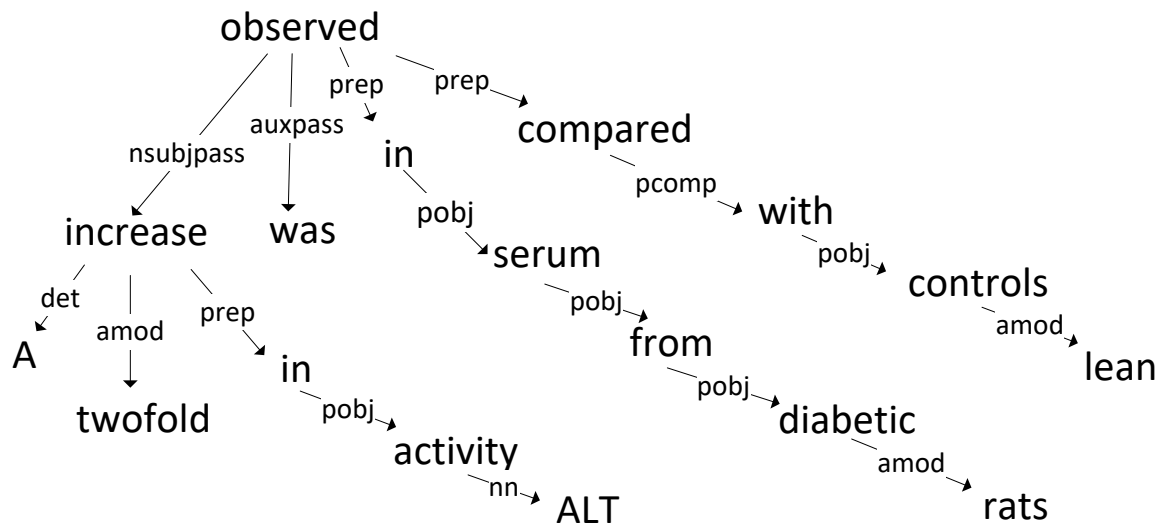 observed
prep
prep
auxpass
compared
nsubjpass
in
pcomp
with
pobj
increase
was
serum
pobj
controls
det
amod
prep
pobj
amod
A
in
from
lean
twofold
pobj
pobj
diabetic
activity
amod
nn
ALT
rats